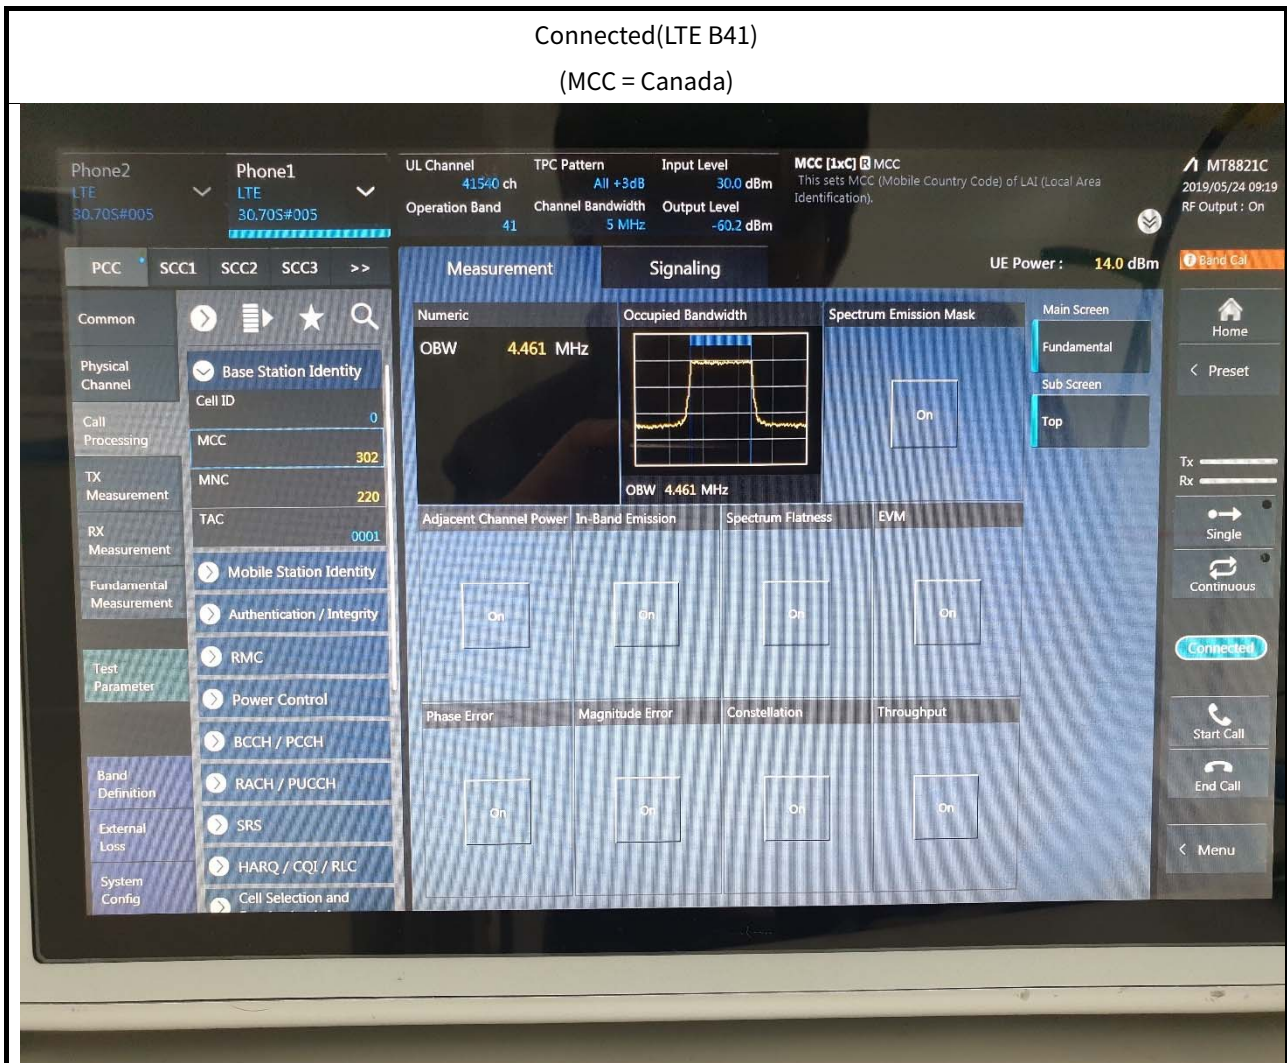 Connected(LTE B41)
(MCC = Canada)
Phone2
LTE
30.70S#005
Phone1
LTE
30.70S#005
UL Channel
41540 ch
Operation Band
41
TPC Pattern
All +3dB
Channel Bandwidth
5 MHz
Input Level
30.0 dBm
Output Level
-60.2 dBm
MCC [1xC] R MCC
This sets MCC (Mobile Country Code) of LAI (Local Area
Identification).
MT8821C
2019/05/24 09:19
RF Output : On
PCC SCC1 SCC2 SCC3 >>
Measurement
Signaling
UE Power : 14.0 dBm
Band Cal
Common
Physical
Channel
Call
Processing
TX
Measurement
RX
Measurement
Fundamental
Measurement
Test
Parameter
Band
Definition
External
Loss
System
Config
Base Station Identity
Cell ID
0
MCC
302
MNC
220
TAC
0001
Mobile Station Identity
Authentication / Integrity
RMC
Power Control
BCCH / PCCH
RACH / PUCCH
SRS
HARQ / CQI / RLC
Cell Selection and
Numeric
OBW 4.461 MHz
Occupied Bandwidth
OBW 4.461 MHz
Spectrum Emission Mask
On
Main Screen
Fundamental
Sub Screen
Top
Adjacent Channel Power
On
In-Band Emission
On
Spectrum Flatness
On
EVM
On
Phase Error
On
Magnitude Error
On
Constellation
On
Throughput
On
Home
< Preset
Tx
Rx
Single
Continuous
Connected
Start Call
End Call
< Menu